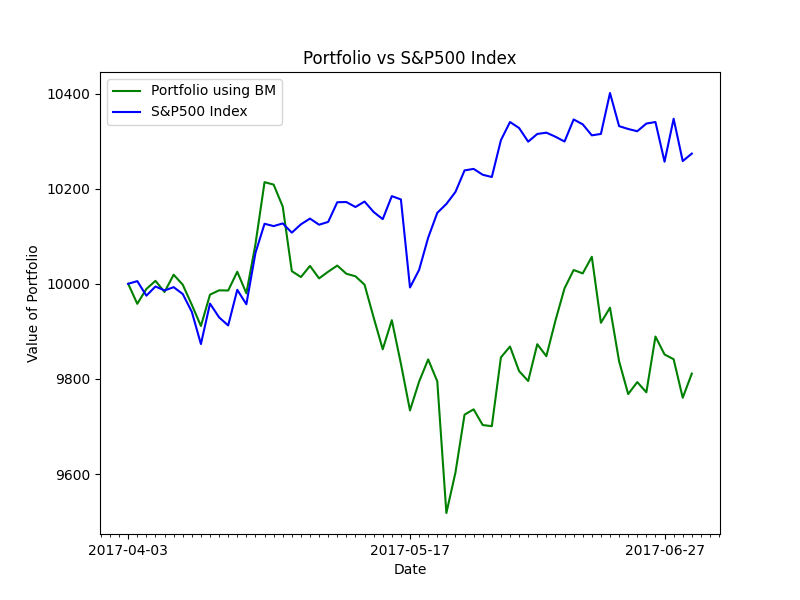 Portfolio vs S&P500 Index
Portfolio using BM
S&P500 Index
10400
10200
10000
9800
9600
Value of Portfolio
2017-04-03
2017-05-17
2017-06-27
Date